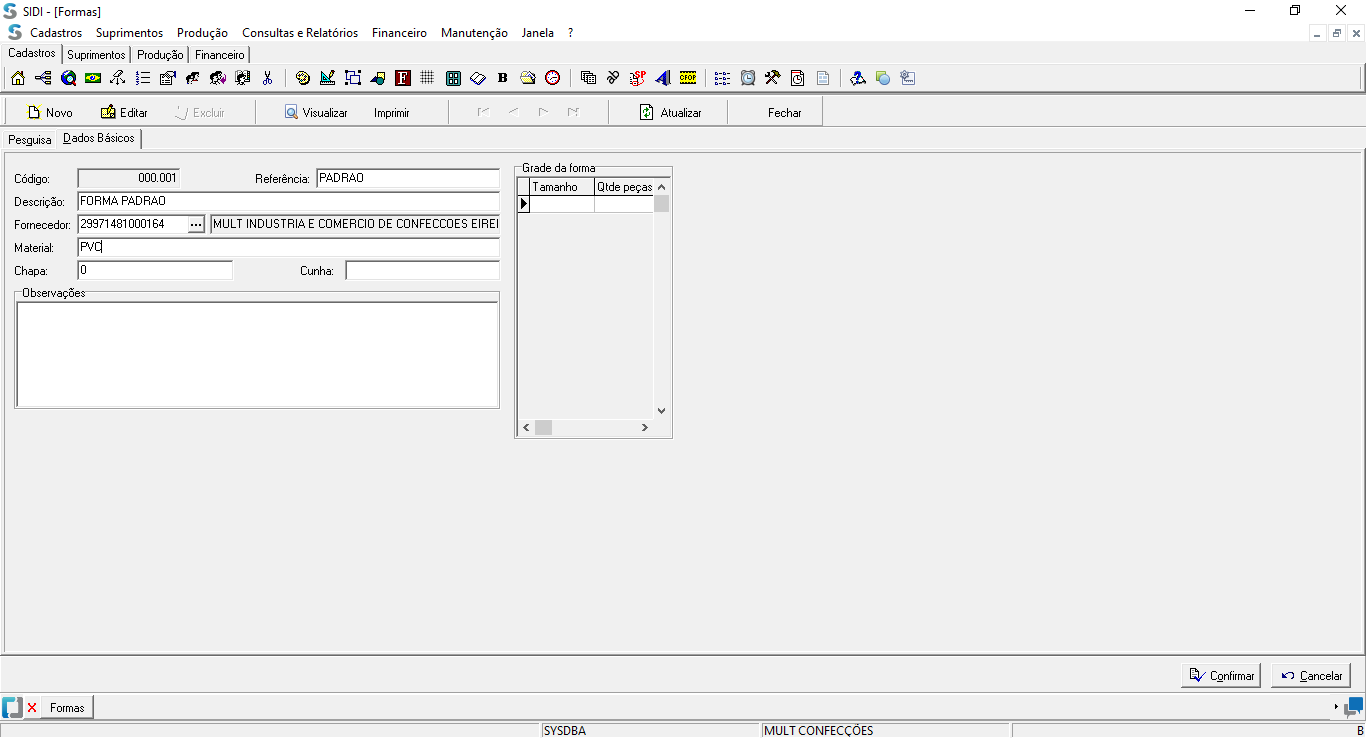 SIDI - [Formas]
Cadastros Suprimentos Produção Consultas e Relatórios Financeiro Manutenção Janela ?
Cadastros Suprimentos Produção Financeiro
F B SP CFOP
Novo Editar Excluir Visualizar Imprimir Atualizar Fechar
Pesquisa Dados Básicos
Código: 000.001 Referência: PADRAO
Descrição: FORMA PADRAO
Fornecedor: 29971481000164 ... MULT INDUSTRIA E COMERCIO DE CONFECCOES EIREI
Material: PVC
Chapa: 0 Cunha:
Observações
Grade da forma
Tamanho Qtde peças
Confirmar Cancelar
Formas
SYSDBA MULT CONFECÇÕES B